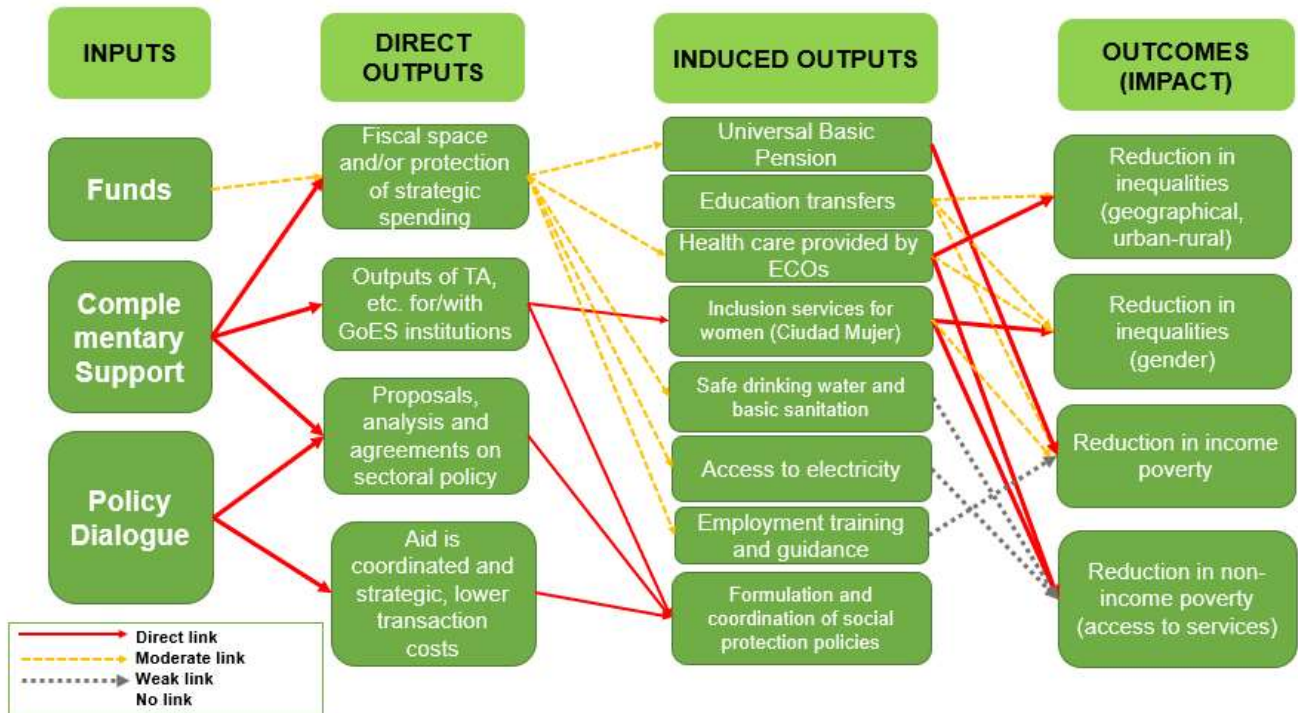 INPUTS
DIRECT
OUTPUTS
INDUCED OUTPUTS
OUTCOMES
(IMPACT)
Funds
Comple
mentary
Support
Policy
Dialogue
Fiscal space
and/or protection
of strategic
spending
Outputs of TA,
etc. for/with
GoES institutions
Proposals,
analysis and
agreements on
sectoral policy
Aid is
coordinated and
strategic, lower
transaction
costs
Universal Basic
Pension
Education transfers
Health care provided by
ECOs
Inclusion services for
women (Ciudad Mujer)
Safe drinking water and
basic sanitation
Access to electricity
Employment training
and guidance
Formulation and
coordination of social
protection policies
Reduction in
inequalities
(geographical,
urban-rural)
Reduction in
inequalities
(gender)
Reduction in income
poverty
Reduction in non-
income poverty
(access to services)
Direct link
Moderate link
Weak link
No link